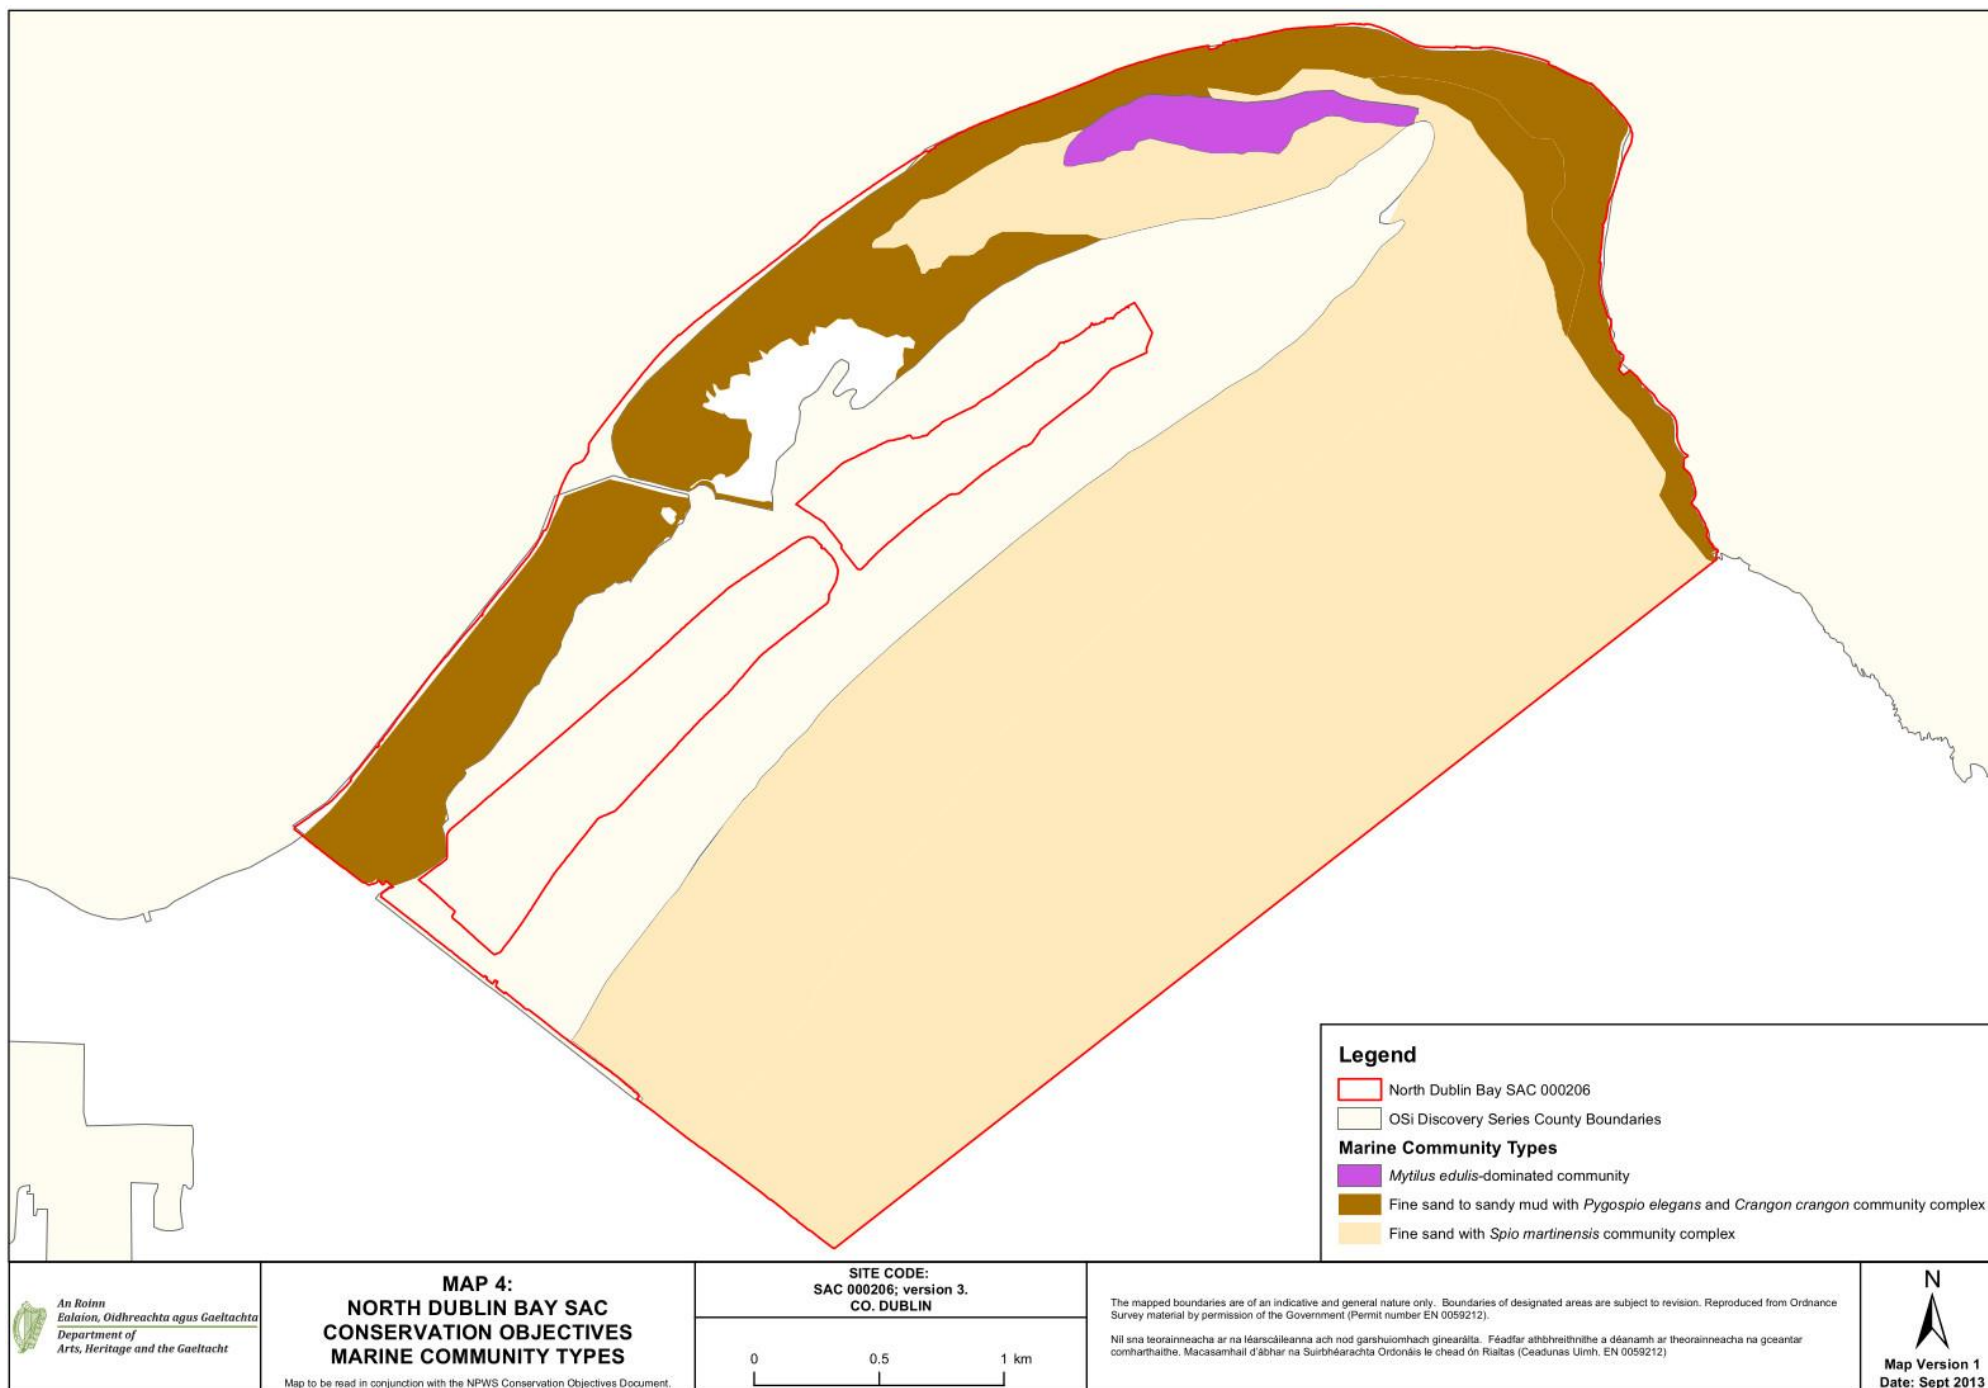 Legend
North Dublin Bay SAC 000206
OSi Discovery Series County Boundaries
Marine Community Types
Mytilus edulis-dominated community
Fine sand to sandy mud with Pygospio elegans and Crangon crangon community complex
Fine sand with Spio martinensis community complex
An Roinn
Ealaíon, Oidhreachta agus Gaeltachta
Department of
Arts, Heritage and the Gaeltacht
MAP 4:
NORTH DUBLIN BAY SAC
CONSERVATION OBJECTIVES
MARINE COMMUNITY TYPES
Map to be read in conjunction with the NPWS Conservation Objectives Document.
SITE CODE:
SAC 000206; version 3.
CO. DUBLIN
0 0.5 1 km
The mapped boundaries are of an indicative and general nature only. Boundaries of designated areas are subject to revision. Reproduced from Ordnance
Survey material by permission of the Government (Permit number EN 0059212).
Níl sna teorainneacha ar na léarscáileanna ach nod garshuiomhach ginearálta. Féadfar athbhreithnithe a déanamh ar theorainneacha na gceantar
comharthaithe. Macasamhail d'ábhar na Suirbhéarachta Ordonáis le chead ón Rialtas (Ceadunas Uimh. EN 0059212)
N
Map Version 1
Date: Sept 2013